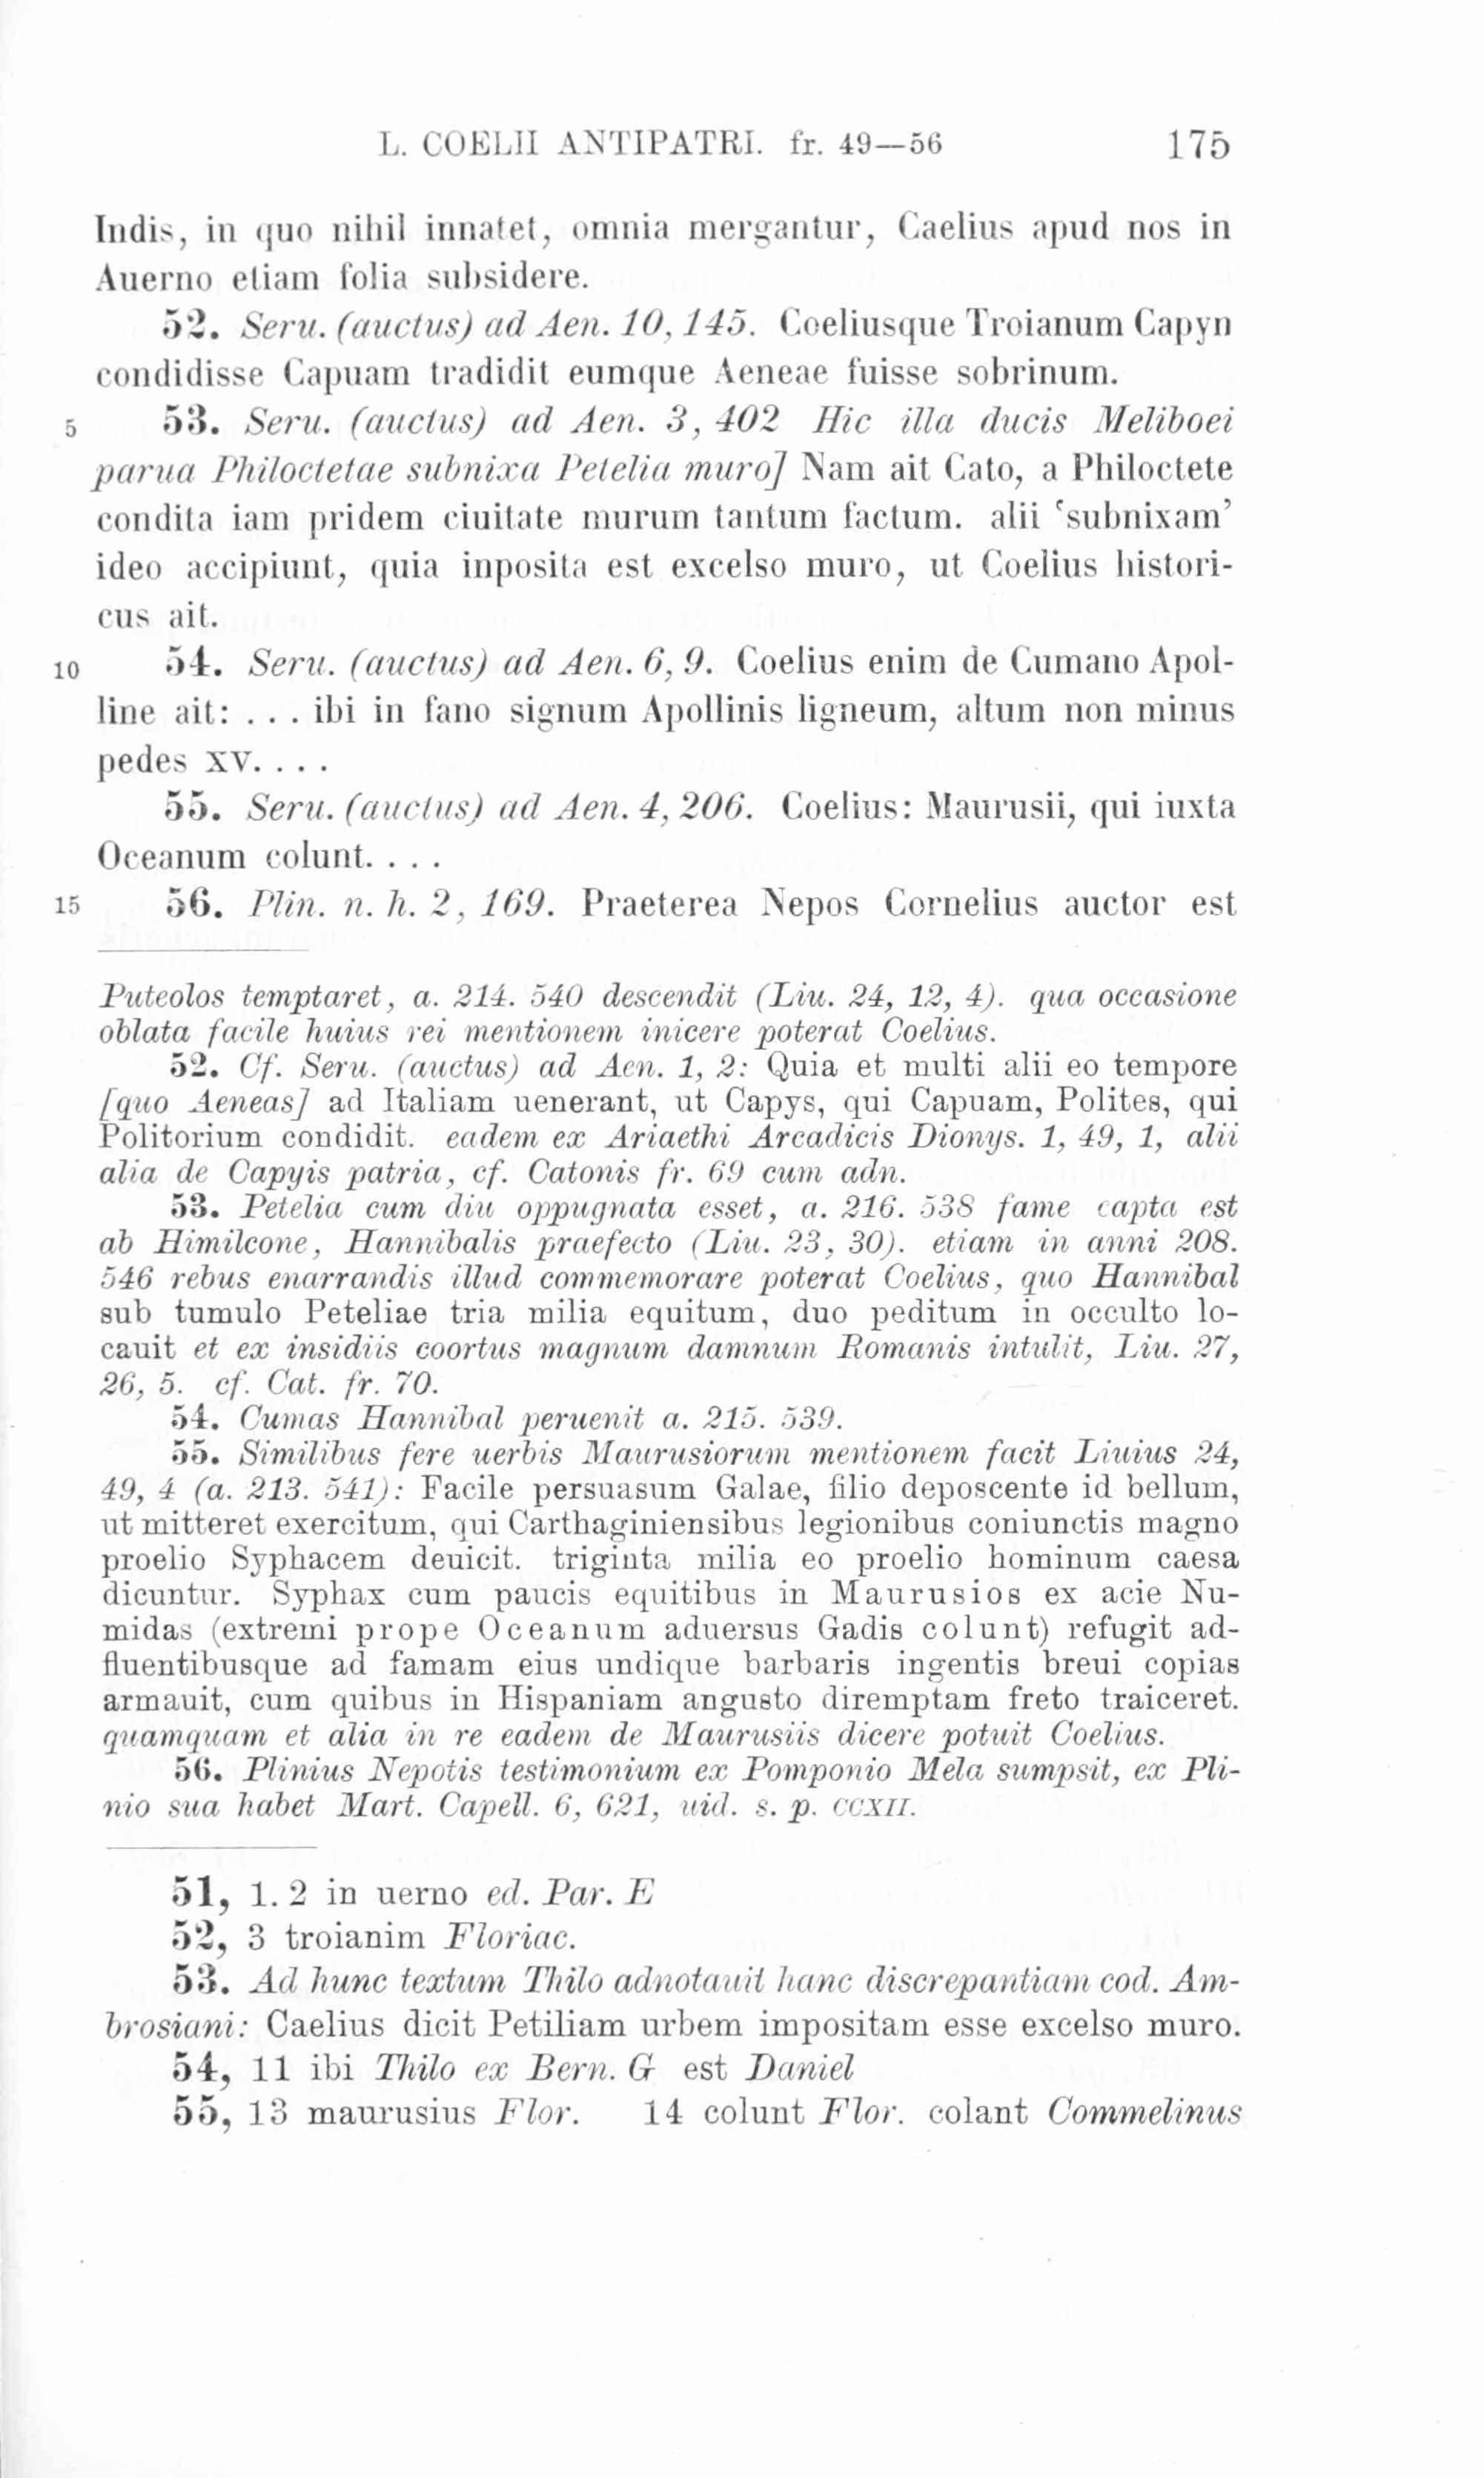 L. COELII ANTIPATRI. fr. 49—56 175
Indis, in quo nihil innatet, omnia mergantur, Caelius apud nos in
Auerno etiam folia subsidere.
52. Seru. (auctus) ad Aen. 10, 145. Coeliusque Troianum Capyn
condidisse Capuam tradidit eumque Aeneae fuisse sobrinum.
5 53. Seru. (auctus) ad Aen. 3, 402 Hic illa ducis Meliboei
parua Philoctetae subnixa Petelia muro] Nam ait Cato, a Philoctete
condita iam pridem ciuitate murum tantum factum. alii ‘subnixam’
ideo accipiunt, quia inposita est excelso muro, ut Coelius histori-
cus ait.
10 54. Seru. (auctus) ad Aen. 6, 9. Coelius enim de Cumano Apol-
line ait: . . . ibi in fano signum Apollinis ligneum, altum non minus
pedes XV. . . .
55. Seru. (auctus) ad Aen. 4, 206. Coelius: Maurusii, qui iuxta
Oceanum colunt. . . .
15 56. Plin. n. h. 2, 169. Praeterea Nepos Cornelius auctor est
Puteolos temptaret, a. 214. 540 descendit (Liu. 24, 12, 4). qua occasione
oblata facile huius rei mentionem inicere poterat Coelius.
52. Cf. Seru. (auctus) ad Aen. 1, 2: Quia et multi alii eo tempore
[quo Aeneas] ad Italiam uenerant, ut Capys, qui Capuam, Polites, qui
Politorium condidit. eadem ex Ariaethi Arcadicis Dionys. 1, 49, 1, alii
alia de Capyis patria, cf. Catonis fr. 69 cum adn.
53. Petelia cum diu oppugnata esset, a. 216. 538 fame capta est
ab Himilcone, Hannibalis praefecto (Liu. 23, 30). etiam in anni 208.
546 rebus enarrandis illud commemorare poterat Coelius, quo Hannibal
sub tumulo Peteliae tria milia equitum, duo peditum in occulto lo-
cauit et ex insidiis coortus magnum damnum Romanis intulit, Liu. 27,
26, 5. cf. Cat. fr. 70.
54. Cumas Hannibal peruenit a. 215. 539.
55. Similibus fere uerbis Maurusiorum mentionem facit Liuius 24,
49, 4 (a. 213. 541): Facile persuasum Galae, filio deposcente id bellum,
ut mitteret exercitum, qui Carthaginiensibus legionibus coniunctis magno
proelio Syphacem deuicit. triginta milia eo proelio hominum caesa
dicuntur. Syphax cum paucis equitibus in Maurusios ex acie Nu-
midas (extremi prope Oceanum aduersus Gadis colunt) refugit ad-
fluentibusque ad famam eius undique barbaris ingentis breui copias
armauit, cum quibus in Hispaniam angusto diremptam freto traiceret.
quamquam et alia in re eadem de Maurusiis dicere potuit Coelius.
56. Plinius Nepotis testimonium ex Pomponio Mela sumpsit, ex Pli-
nio sua habet Mart. Capell. 6, 621, uid. s. p. CCXII.
51, 1. 2 in uerno ed. Par. E
52, 3 troianim Floriac.
53. Ad hunc textum Thilo adnotauit hanc discrepantiam cod. Am-
brosiani: Caelius dicit Petiliam urbem impositam esse excelso muro.
54, 11 ibi Thilo ex Bern. G est Daniel
55, 13 maurusius Flor. 14 colunt Flor. colant Commelinus